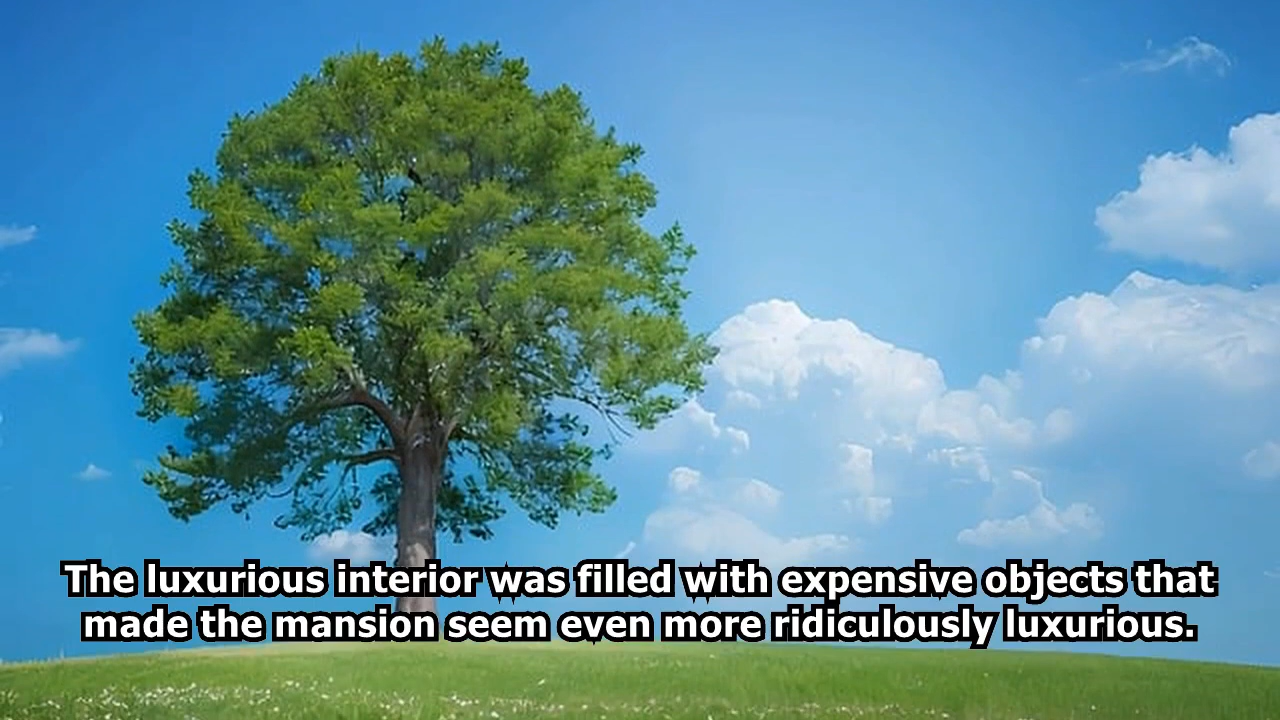 The luxurious interior was filled with expensive objects that
made the mansion seem even more ridiculously luxurious.